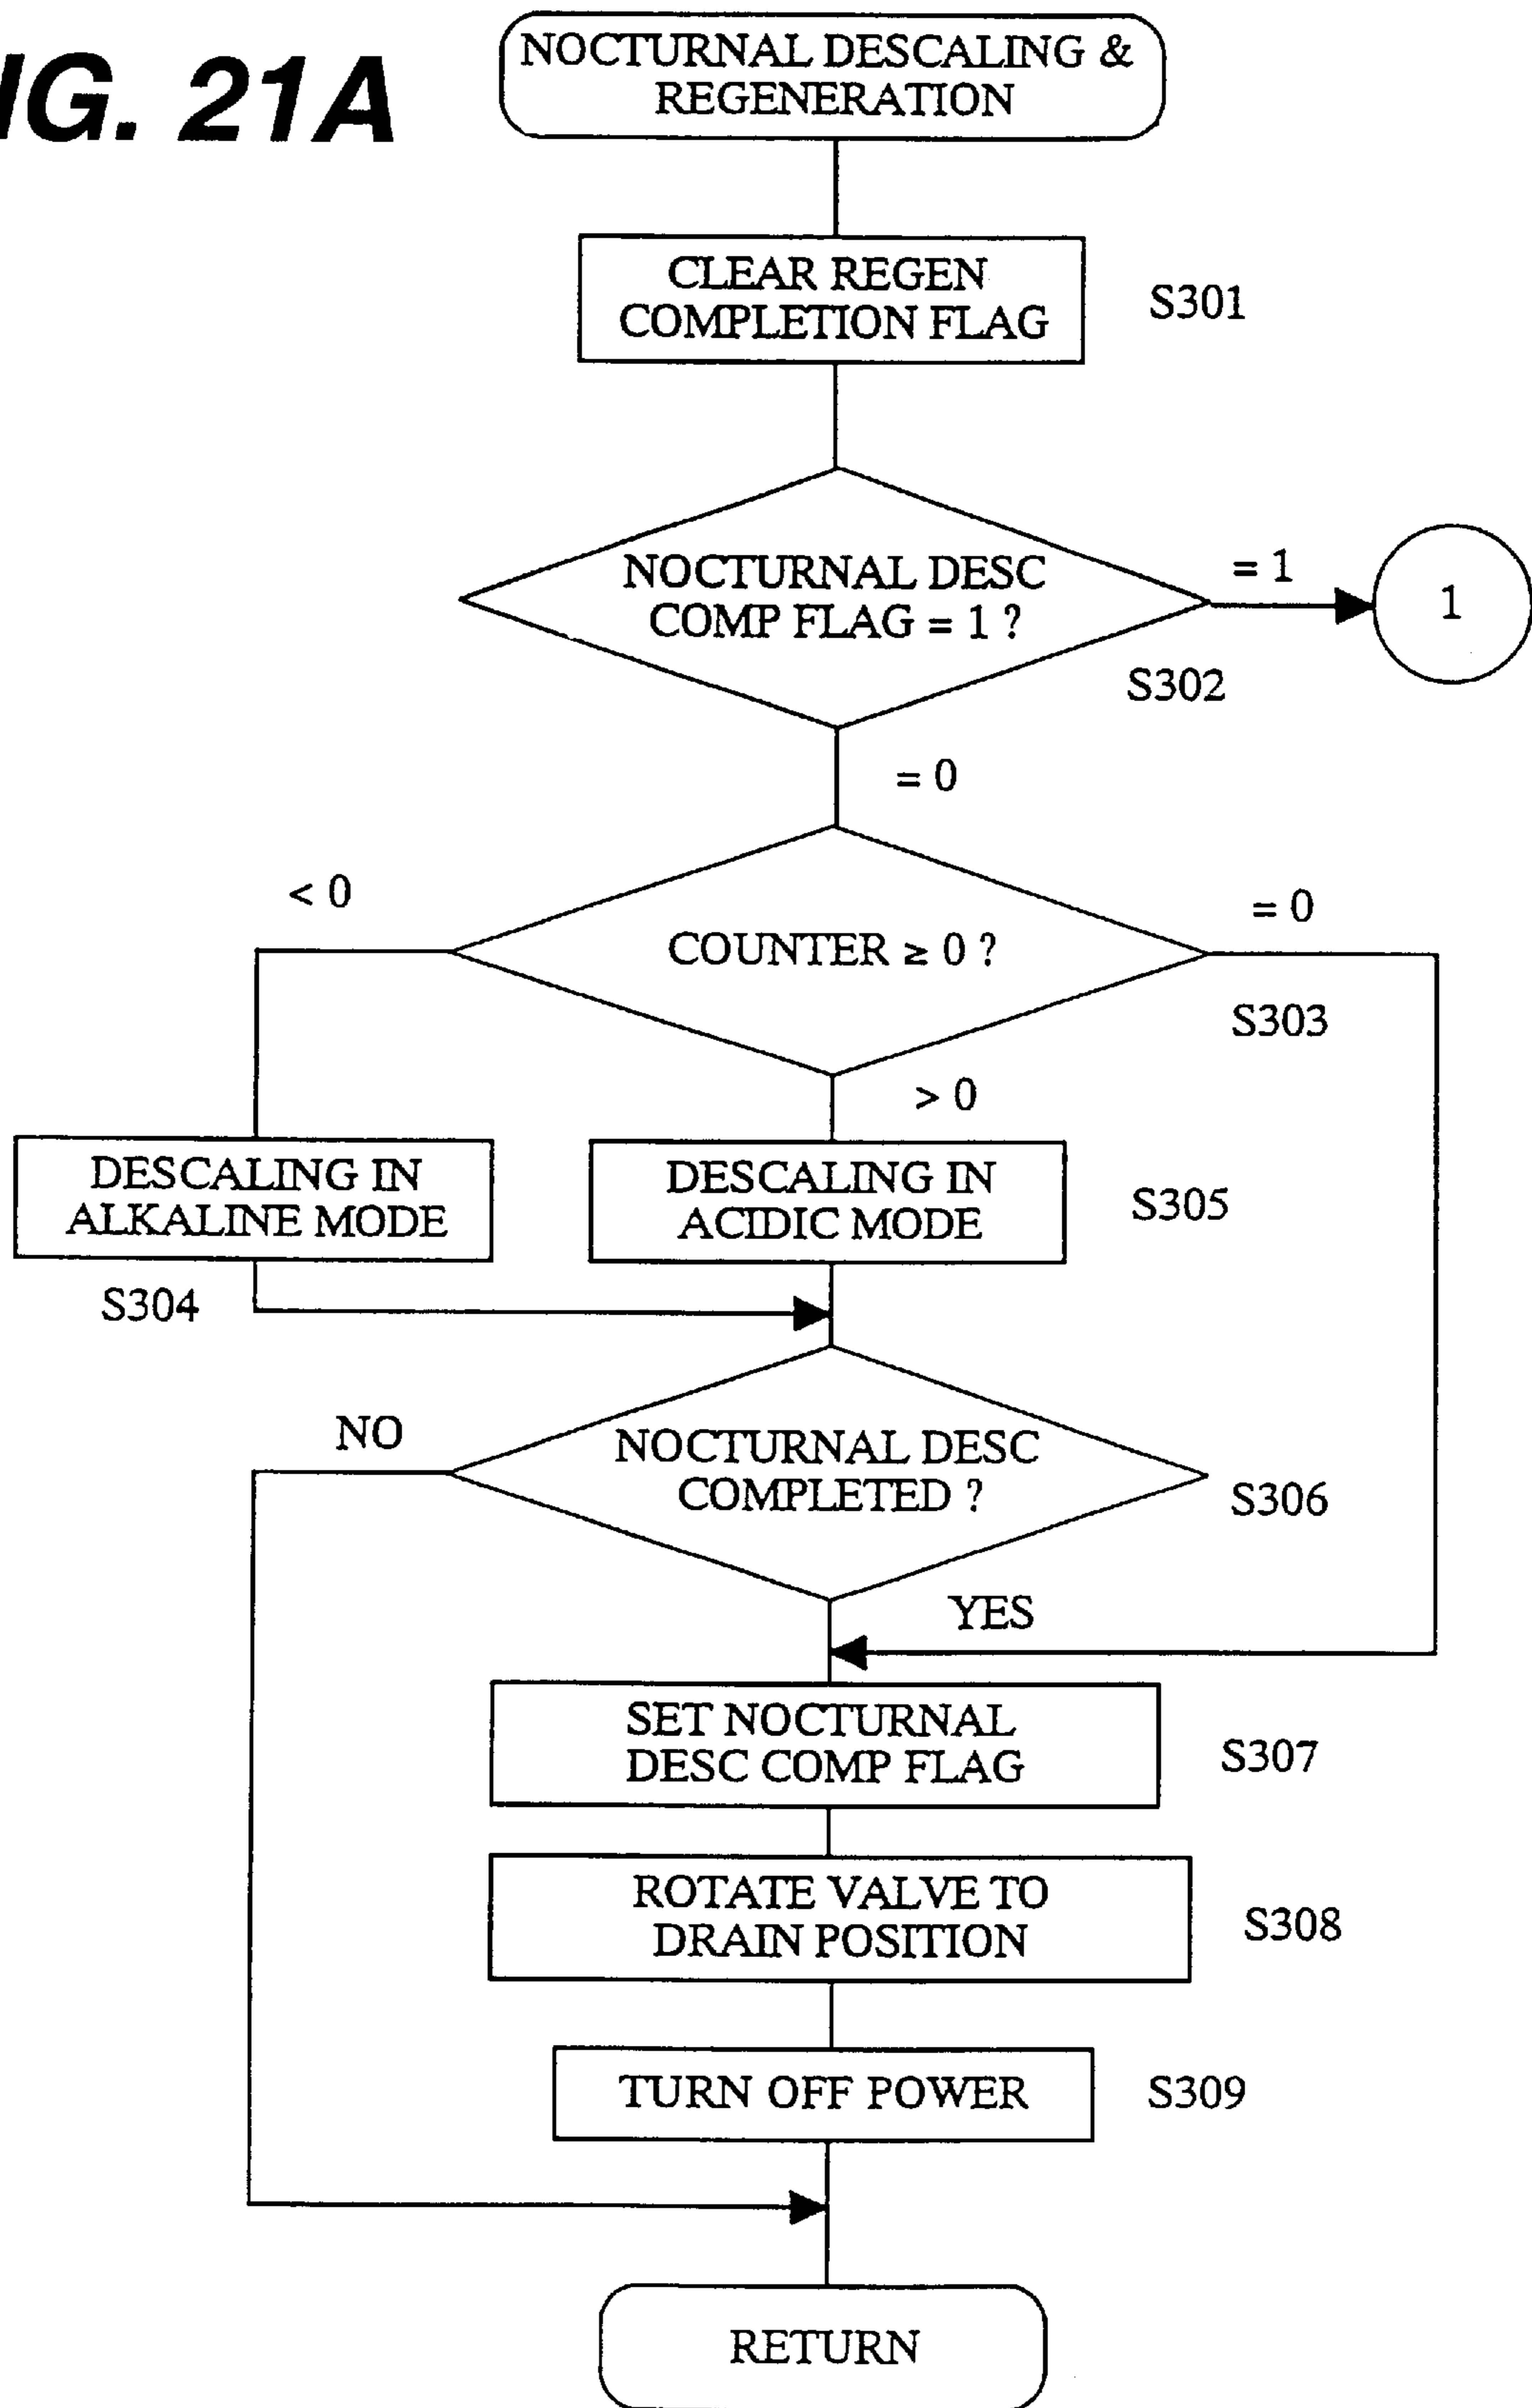 IG. 21A
NOCTURNAL DESCALING &
REGENERATION
CLEAR REGEN
COMPLETION FLAG
S301
NOCTURNAL DESC
COMP FLAG = 1 ?
= 1
1
S302
= 0
< 0
COUNTER ≥ 0 ?
= 0
S303
> 0
DESCALING IN
ALKALINE MODE
DESCALING IN
ACIDIC MODE
S305
S304
NO
NOCTURNAL DESC
COMPLETED ?
S306
YES
SET NOCTURNAL
DESC COMP FLAG
S307
ROTATE VALVE TO
DRAIN POSITION
S308
TURN OFF POWER
S309
RETURN